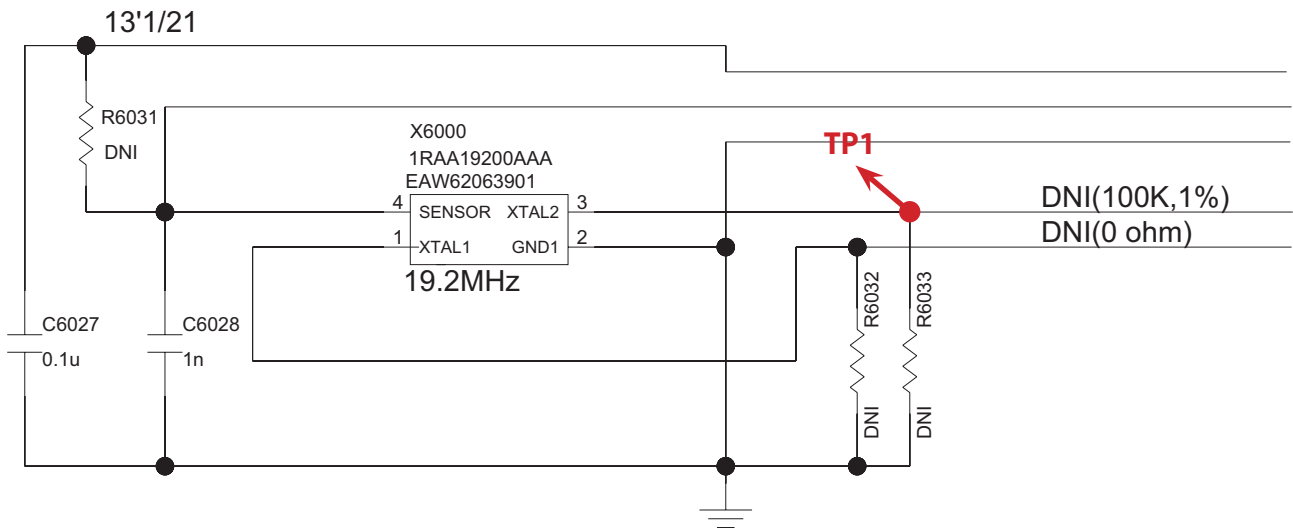 13'1/21
R6031
DNI
X6000
1RAA19200AAA
EAW62063901
TP1
4 SENSOR XTAL2 3
1 XTAL1 GND1 2
19.2MHz
DNI(100K,1%)
DNI(0 ohm)
C6027
0.1u
C6028
1n
R6032
DNI
R6033
DNI